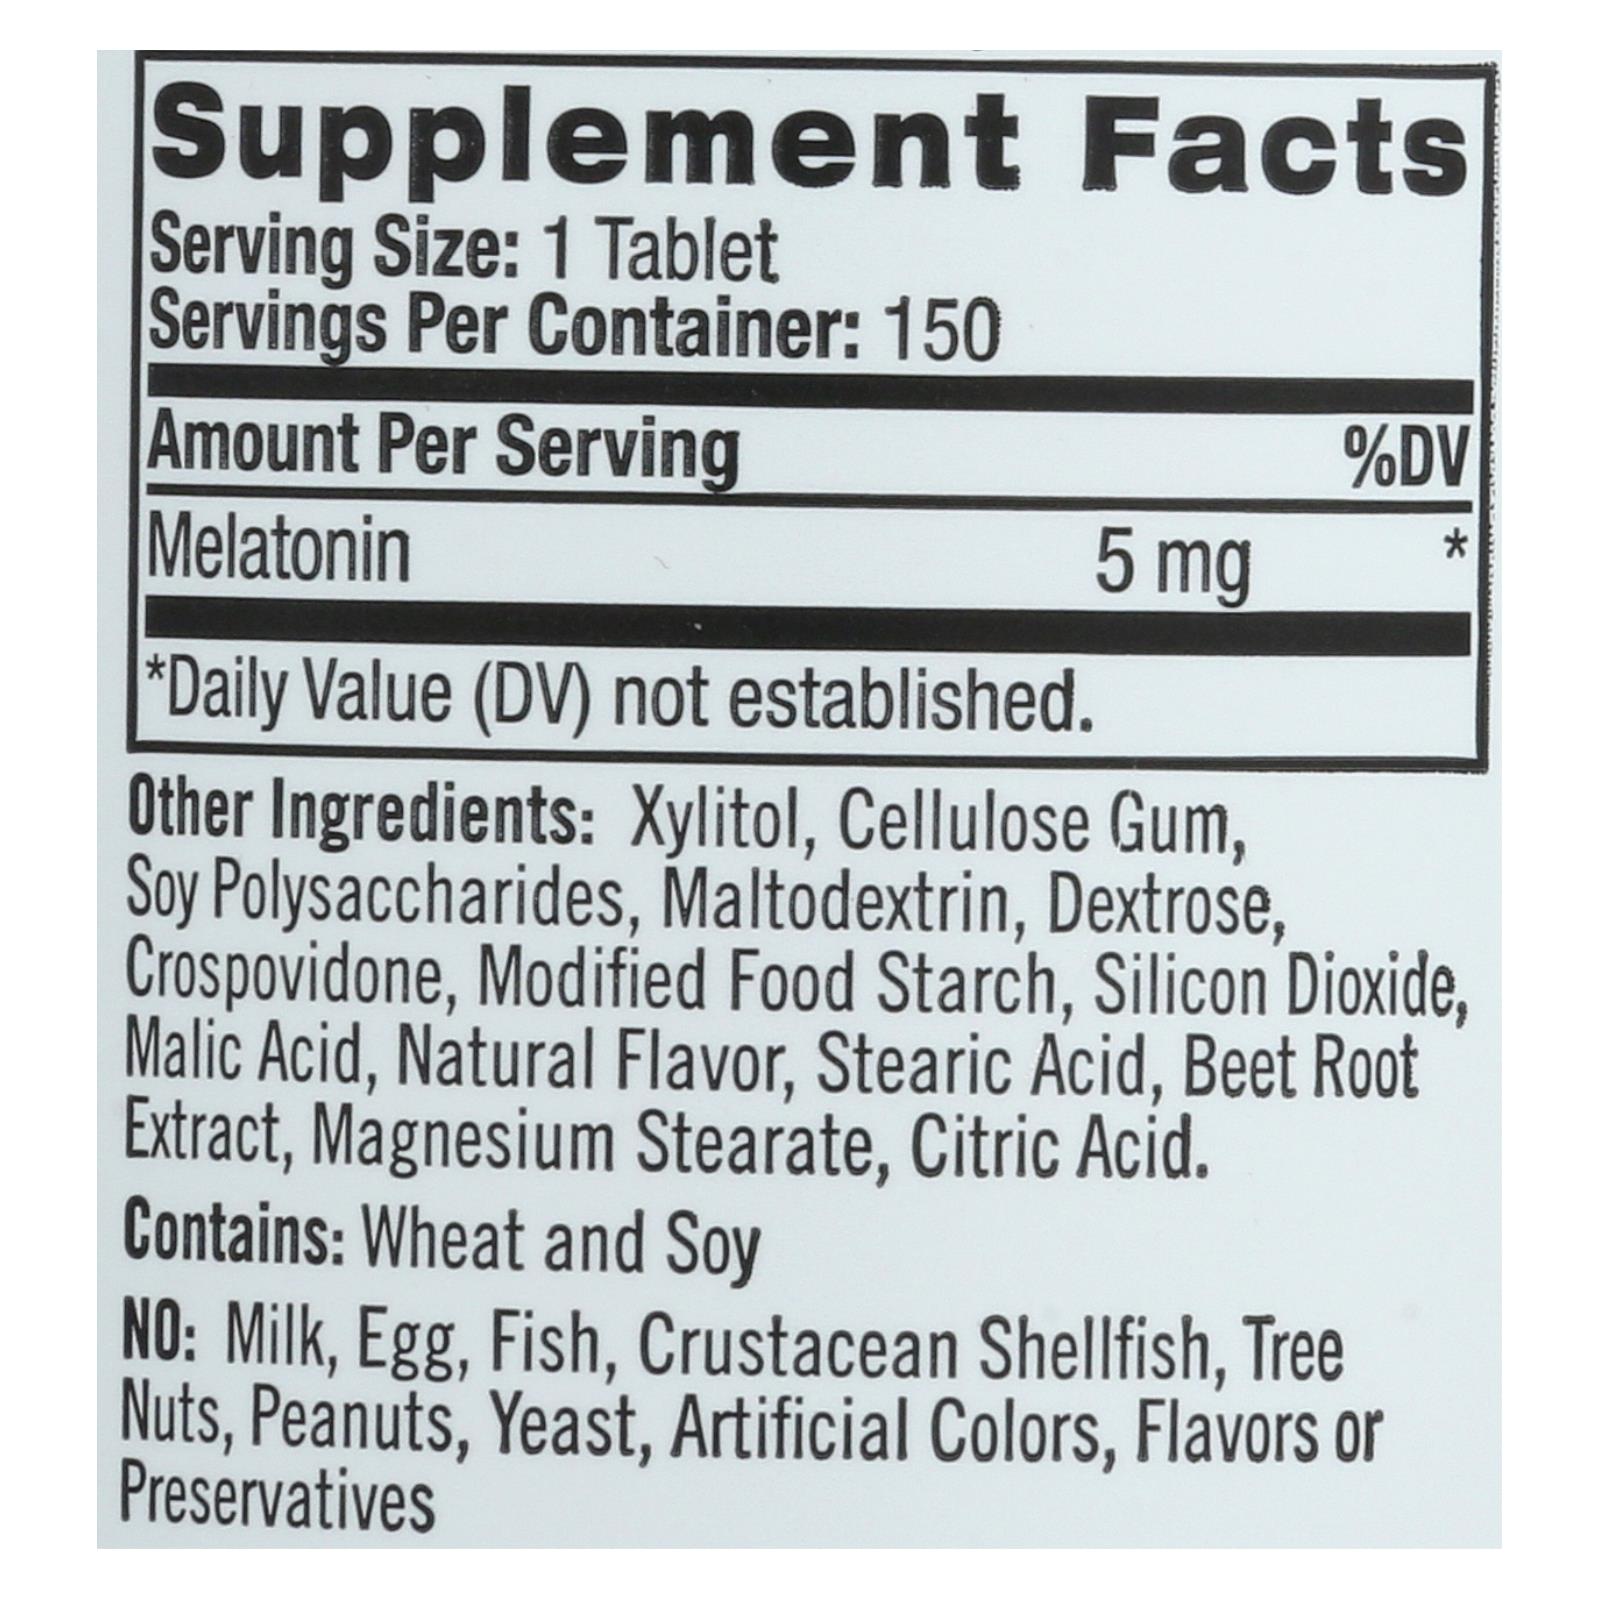 Supplement Facts
Serving Size: 1 Tablet
Servings Per Container: 150
Amount Per Serving %DV
Melatonin 5 mg *
*Daily Value (DV) not established.
Other Ingredients: Xylitol, Cellulose Gum,
Soy Polysaccharides, Maltodextrin, Dextrose,
Crospovidone, Modified Food Starch, Silicon Dioxide,
Malic Acid, Natural Flavor, Stearic Acid, Beet Root
Extract, Magnesium Stearate, Citric Acid.
Contains: Wheat and Soy
NO: Milk, Egg, Fish, Crustacean Shellfish, Tree
Nuts, Peanuts, Yeast, Artificial Colors, Flavors or
Preservatives